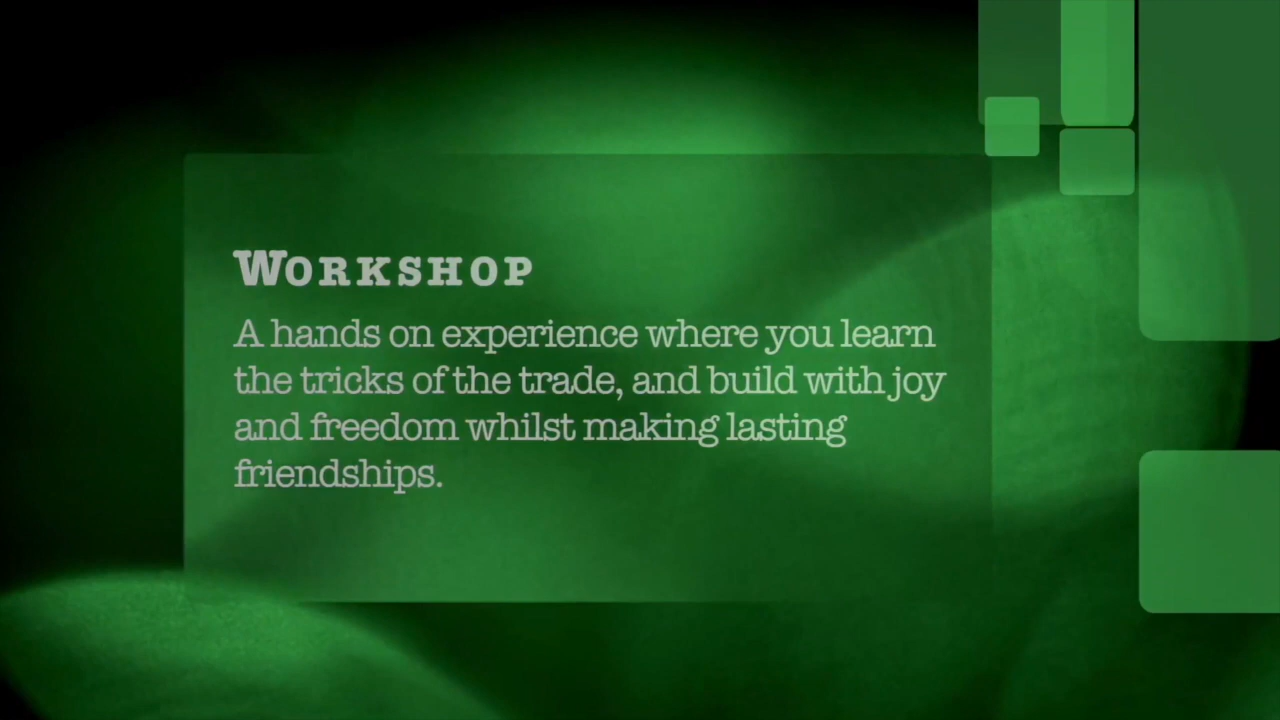 Workshop
A hands on experience where you learn
the tricks of the trade, and build with joy
and freedom whilst making lasting
friendships.